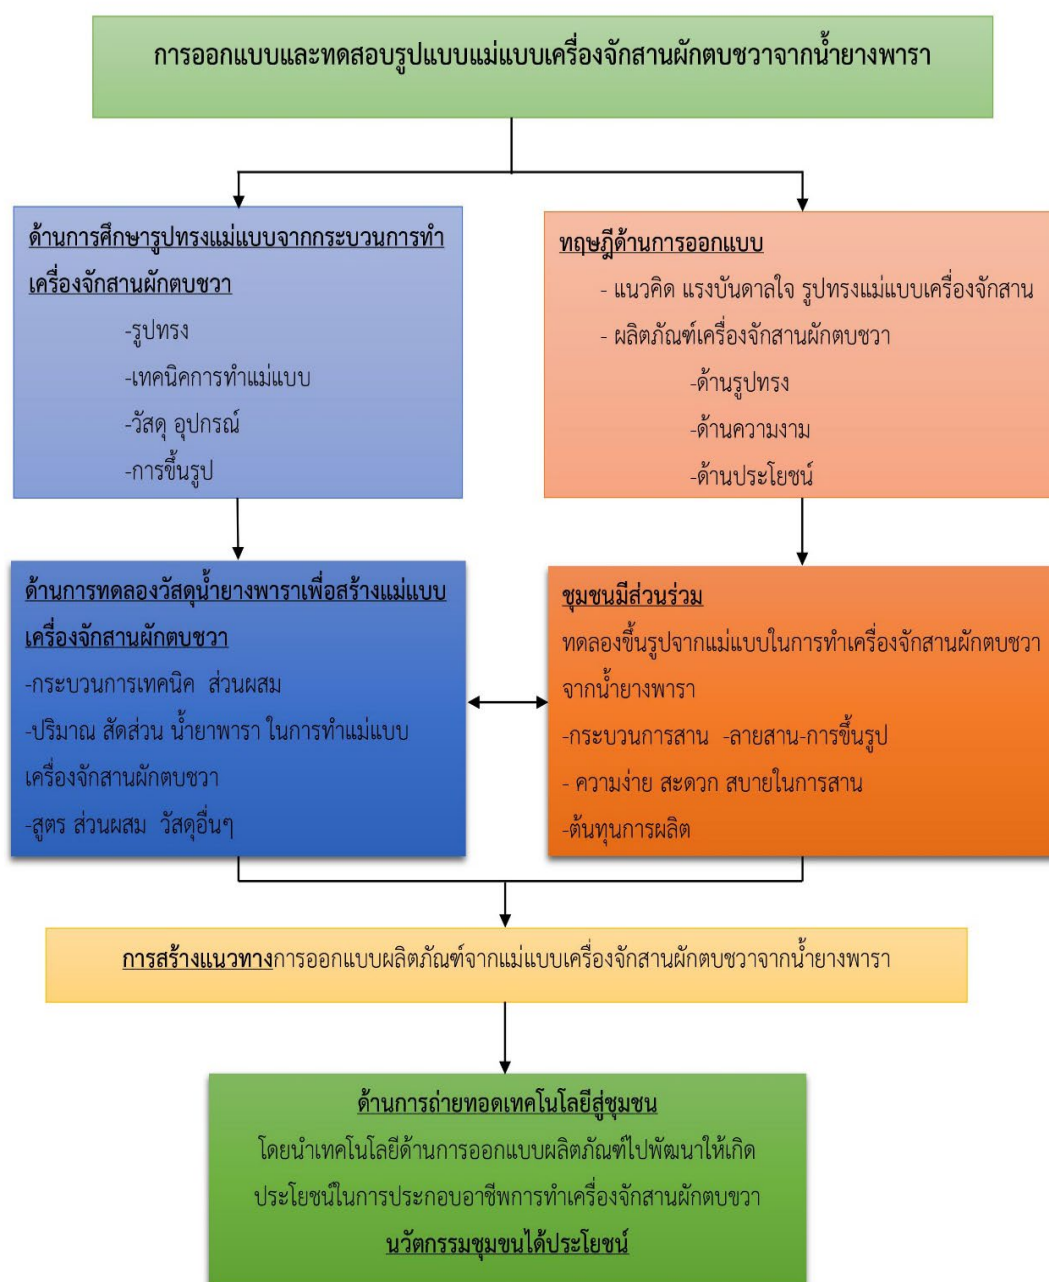 การออกแบบและทดสอบรูปแบบแม่แบบเครื่องจักสานผักตบชวาจากน้ำยางพารา
ด้านการศึกษารูปทรงแม่แบบจากกระบวนการทำ
เครื่องจักสานผักตบชวา
-รูปทรง
-เทคนิคการทำแม่แบบ
-วัสดุ อุปกรณ์
-การขึ้นรูป
ทฤษฎีด้านการออกแบบ
- แนวคิด แรงบันดาลใจ รูปทรงแม่แบบเครื่องจักสาน
- ผลิตภัณฑ์เครื่องจักสานผักตบชวา
-ด้านรูปทรง
-ด้านความงาม
-ด้านประโยชน์
ด้านการทดลองวัสดุน้ำยางพาราเพื่อสร้างแม่แบบ
เครื่องจักสานผักตบชวา
-กระบวนการเทคนิค ส่วนผสม
-ปริมาณ สัดส่วน น้ำยาพารา ในการทำแม่แบบ
เครื่องจักสานผักตบชวา
-สูตร ส่วนผสม วัสดุอื่นๆ
ชุมชนมีส่วนร่วม
ทดลองขึ้นรูปจากแม่แบบในการทำเครื่องจักสานผักตบชวา
จากน้ำยางพารา
-กระบวนการสาน -ลายสาน-การขึ้นรูป
- ความง่าย สะดวก สบายในการสาน
-ต้นทุนการผลิต
การสร้างแนวทางการออกแบบผลิตภัณฑ์จากแม่แบบเครื่องจักสานผักตบชวาจากน้ำยางพารา
ด้านการถ่ายทอดเทคโนโลยีสู่ชุมชน
โดยนำเทคโนโลยีด้านการออกแบบผลิตภัณฑ์ไปพัฒนาให้เกิด
ประโยชน์ในการประกอบอาชีพการทำเครื่องจักสานผักตบขวา
นวัตกรรมชุมขนได้ประโยชน์